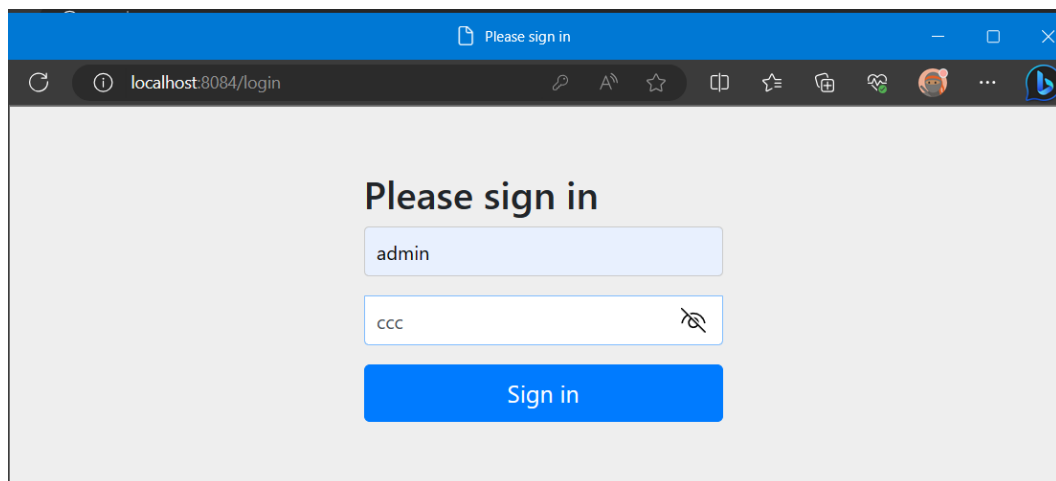 Please sign in
localhost:8084/login
Please sign in
admin
ccc
Sign in